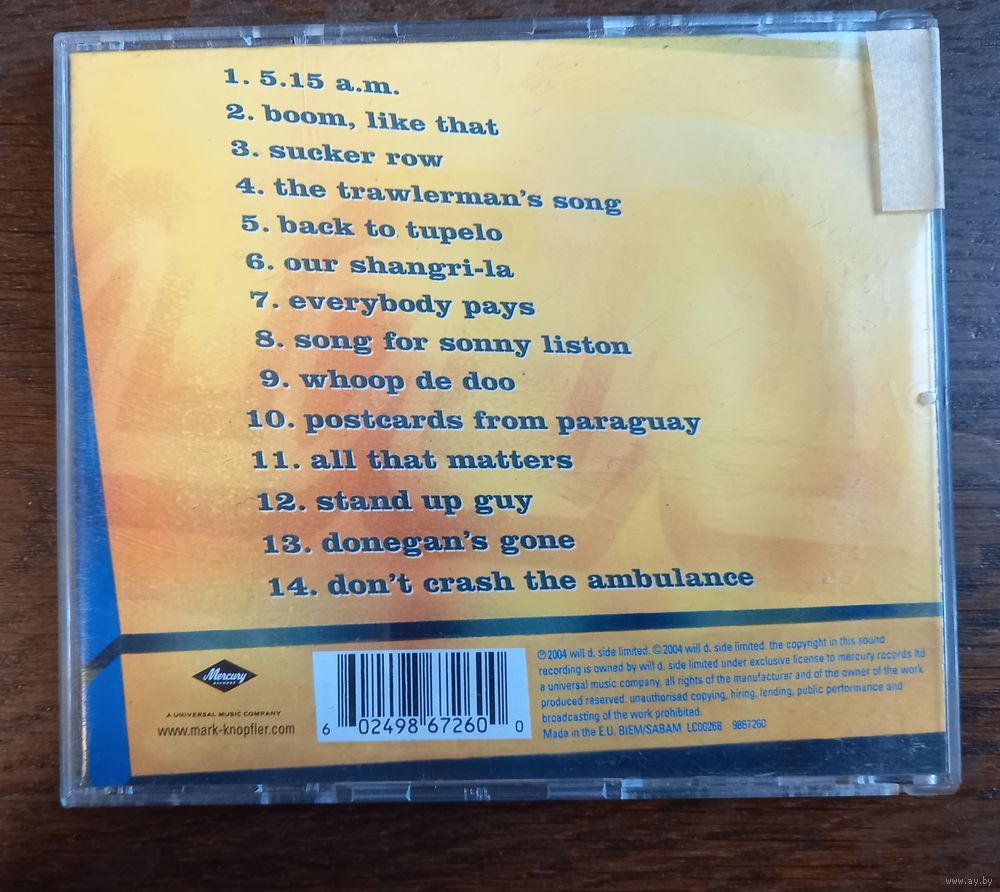 1. 5.15 a.m.
2. boom, like that
3. sucker row
4. the trawlerman's song
5. back to tupelo
6. our shangri-la
7. everybody pays
8. song for sonny liston
9. whoop de doo
10. postcards from paraguay
11. all that matters
12. stand up guy
13. donegan's gone
14. don't crash the ambulance
Mercury
RECORDS
A UNIVERSAL MUSIC COMPANY
www.mark-knopfler.com
6 02498 67260 0
℗ 2004 will d. side limited. © 2004 will d. side limited. the copyright in this sound
recording is owned by will d. side limited under exclusive license to mercury records ltd
a universal music company. all rights of the manufacturer and of the owner of the work
produced reserved. unauthorised copying, hiring, lending, public performance and
broadcasting of the work prohibited.
Made in the E.U. BIEM/SABAM LC00268 9867260
www.ay.by